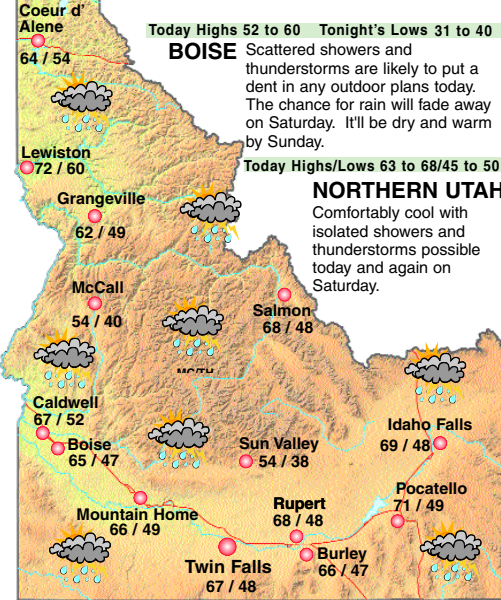 Coeur d'
Alene
64 / 54
Today Highs 52 to 60 Tonight's Lows 31 to 40
BOISE
Scattered showers and
thunderstorms are likely to put a
dent in any outdoor plans today.
The chance for rain will fade away
on Saturday. It'll be dry and warm
by Sunday.
Today Highs/Lows 63 to 68/45 to 50
NORTHERN UTAH
Comfortably cool with
isolated showers and
thunderstorms possible
today and again on
Saturday.
Lewiston
72 / 60
Grangeville
62 / 49
McCall
54 / 40
Salmon
68 / 48
Caldwell
67 / 52
Boise
65 / 47
Sun Valley
54 / 38
Idaho Falls
69 / 48
Pocatello
71 / 49
Mountain Home
66 / 49
Rupert
68 / 48
Burley
66 / 47
Twin Falls
67 / 48